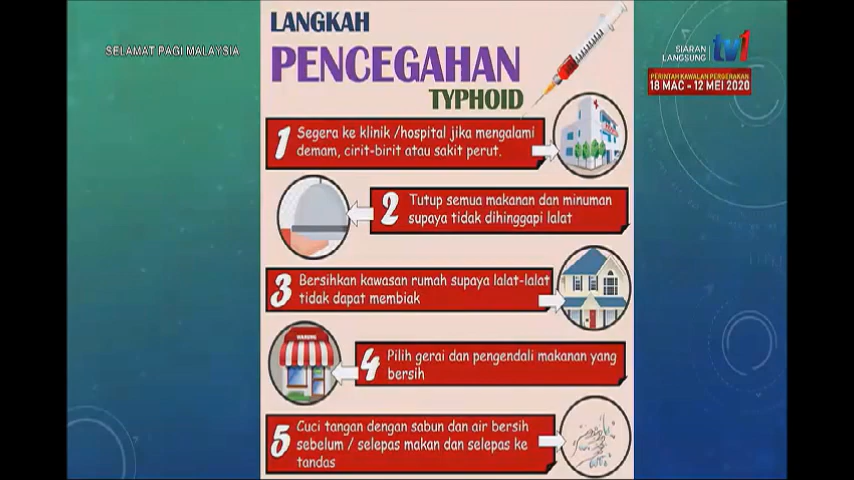 SELAMAT PAGI MALAYSIA
SIARAN
LANGSUNG
tv1
PERINTAH KAWALAN PERGERAKAN
18 MAC - 12 MEI 2020
LANGKAH
PENCEGAHAN
TYPHOID
1
Segera ke klinik /hospital jika mengalami
demam, cirit-birit atau sakit perut.
2
Tutup semua makanan dan minuman
supaya tidak dihinggapi lalat
3
Bersihkan kawasan rumah supaya lalat-lalat
tidak dapat membiak
WARUNG
4
Pilih gerai dan pengendali makanan yang
bersih
5
Cuci tangan dengan sabun dan air bersih
sebelum / selepas makan dan selepas ke
tandas